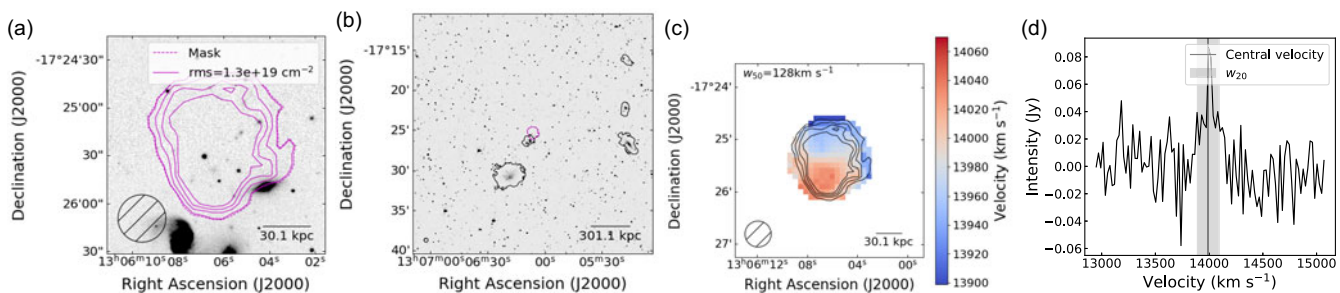 (a)
Mask
rms=1.3e+19 cm⁻²
-17°24'30"
25'00"
30"
26'00"
30"
Declination (J2000)
30.1 kpc
13ʰ06ᵐ10ˢ 08ˢ 05ˢ 02ˢ
Right Ascension (J2000)
(b)
-17°15'
20'
25'
30'
35'
40'
Declination (J2000)
301.1 kpc
13ʰ07ᵐ00ˢ 06ᵐ30ˢ 00ˢ 05ᵐ30ˢ
Right Ascension (J2000)
(c)
w₅₀=128km s⁻¹
-17°24'
25'
26'
27'
Declination (J2000)
30.1 kpc
13ʰ06ᵐ12ˢ 08ˢ 04ˢ 00ˢ
Right Ascension (J2000)
14060
14040
14020
14000
13980
13960
13940
13920
13900
Velocity (km s⁻¹)
(d)
Central velocity
w₂₀
0.08
0.06
0.04
0.02
0.00
-0.02
-0.04
-0.06
Intensity (Jy)
13000 14000 15000
Velocity (km s⁻¹)